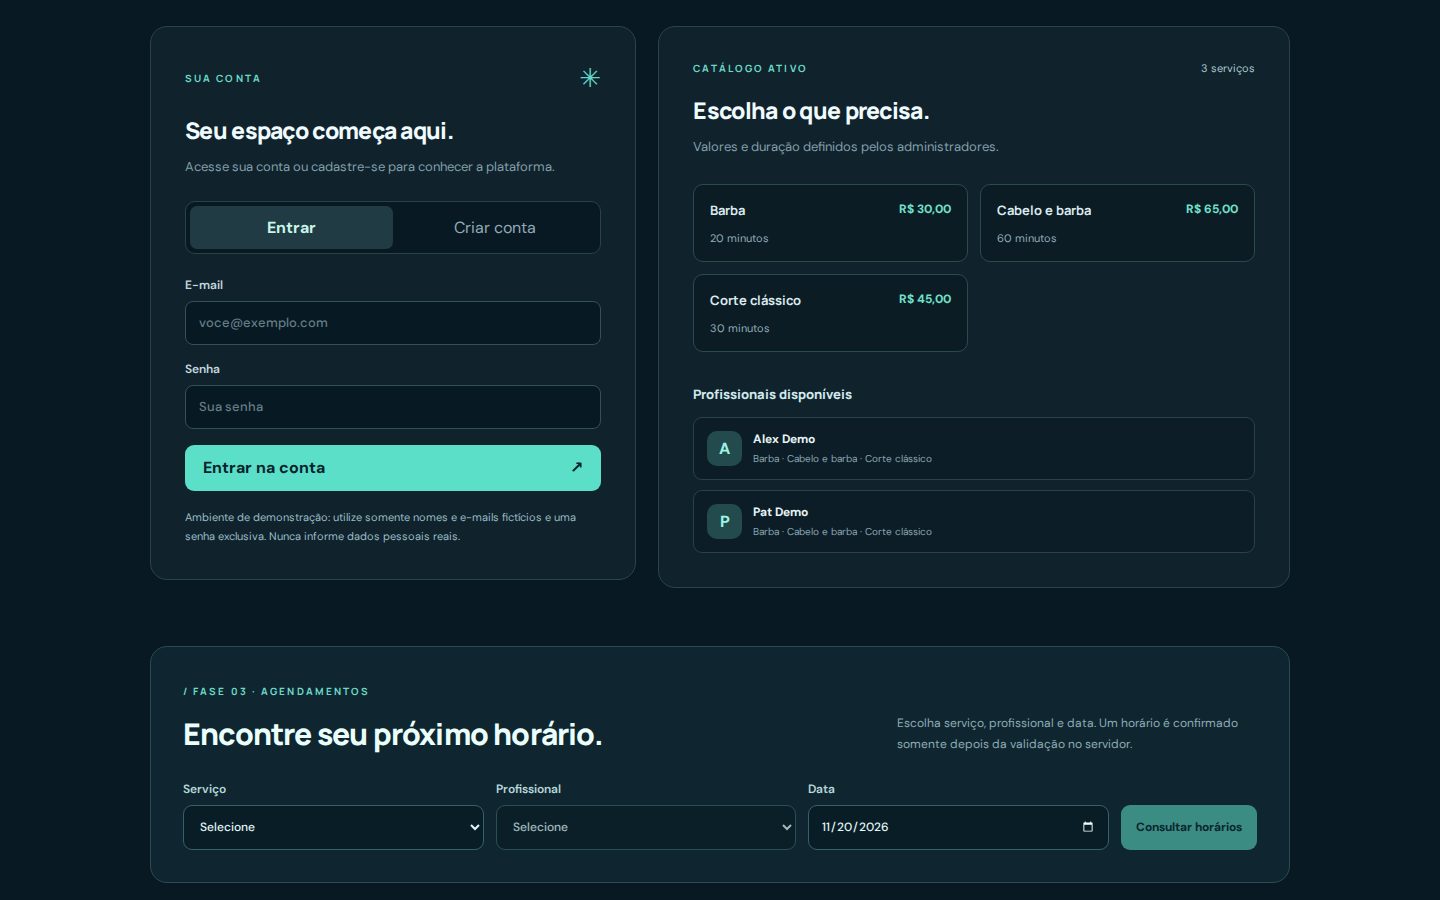 SUA CONTA
Seu espaço começa aqui.
Acesse sua conta ou cadastre-se para conhecer a plataforma.
Entrar
Criar conta
E-mail
voce@exemplo.com
Senha
Sua senha
Entrar na conta ↗
Ambiente de demonstração: utilize somente nomes e e-mails fictícios e uma
senha exclusiva. Nunca informe dados pessoais reais.
CATÁLOGO ATIVO
3 serviços
Escolha o que precisa.
Valores e duração definidos pelos administradores.
Barba
R$ 30,00
20 minutos
Cabelo e barba
R$ 65,00
60 minutos
Corte clássico
R$ 45,00
30 minutos
Profissionais disponíveis
A
Alex Demo
Barba · Cabelo e barba · Corte clássico
P
Pat Demo
Barba · Cabelo e barba · Corte clássico
/ FASE 03 · AGENDAMENTOS
Encontre seu próximo horário.
Escolha serviço, profissional e data. Um horário é confirmado
somente depois da validação no servidor.
Serviço
Selecione
Profissional
Selecione
Data
11/20/2026
Consultar horários